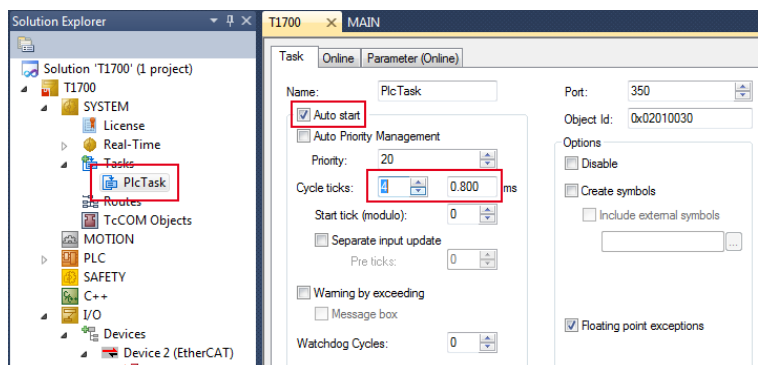 Solution Explorer
Solution 'T1700' (1 project)
T1700
SYSTEM
License
Real-Time
Tasks
PlcTask
Routes
TcCOM Objects
MOTION
PLC
SAFETY
C++
I/O
Devices
Device 2 (EtherCAT)
T1700 MAIN
Task Online Parameter (Online)
Name: PlcTask
Auto start
Auto Priority Management
Priority: 20
Cycle ticks: 4 0.800 ms
Start tick (modulo): 0
Separate input update
Pre ticks: 0
Warning by exceeding
Message box
Watchdog Cycles: 0
Port: 350
Object Id: 0x02010030
Options
Disable
Create symbols
Include external symbols
...
Floating point exceptions